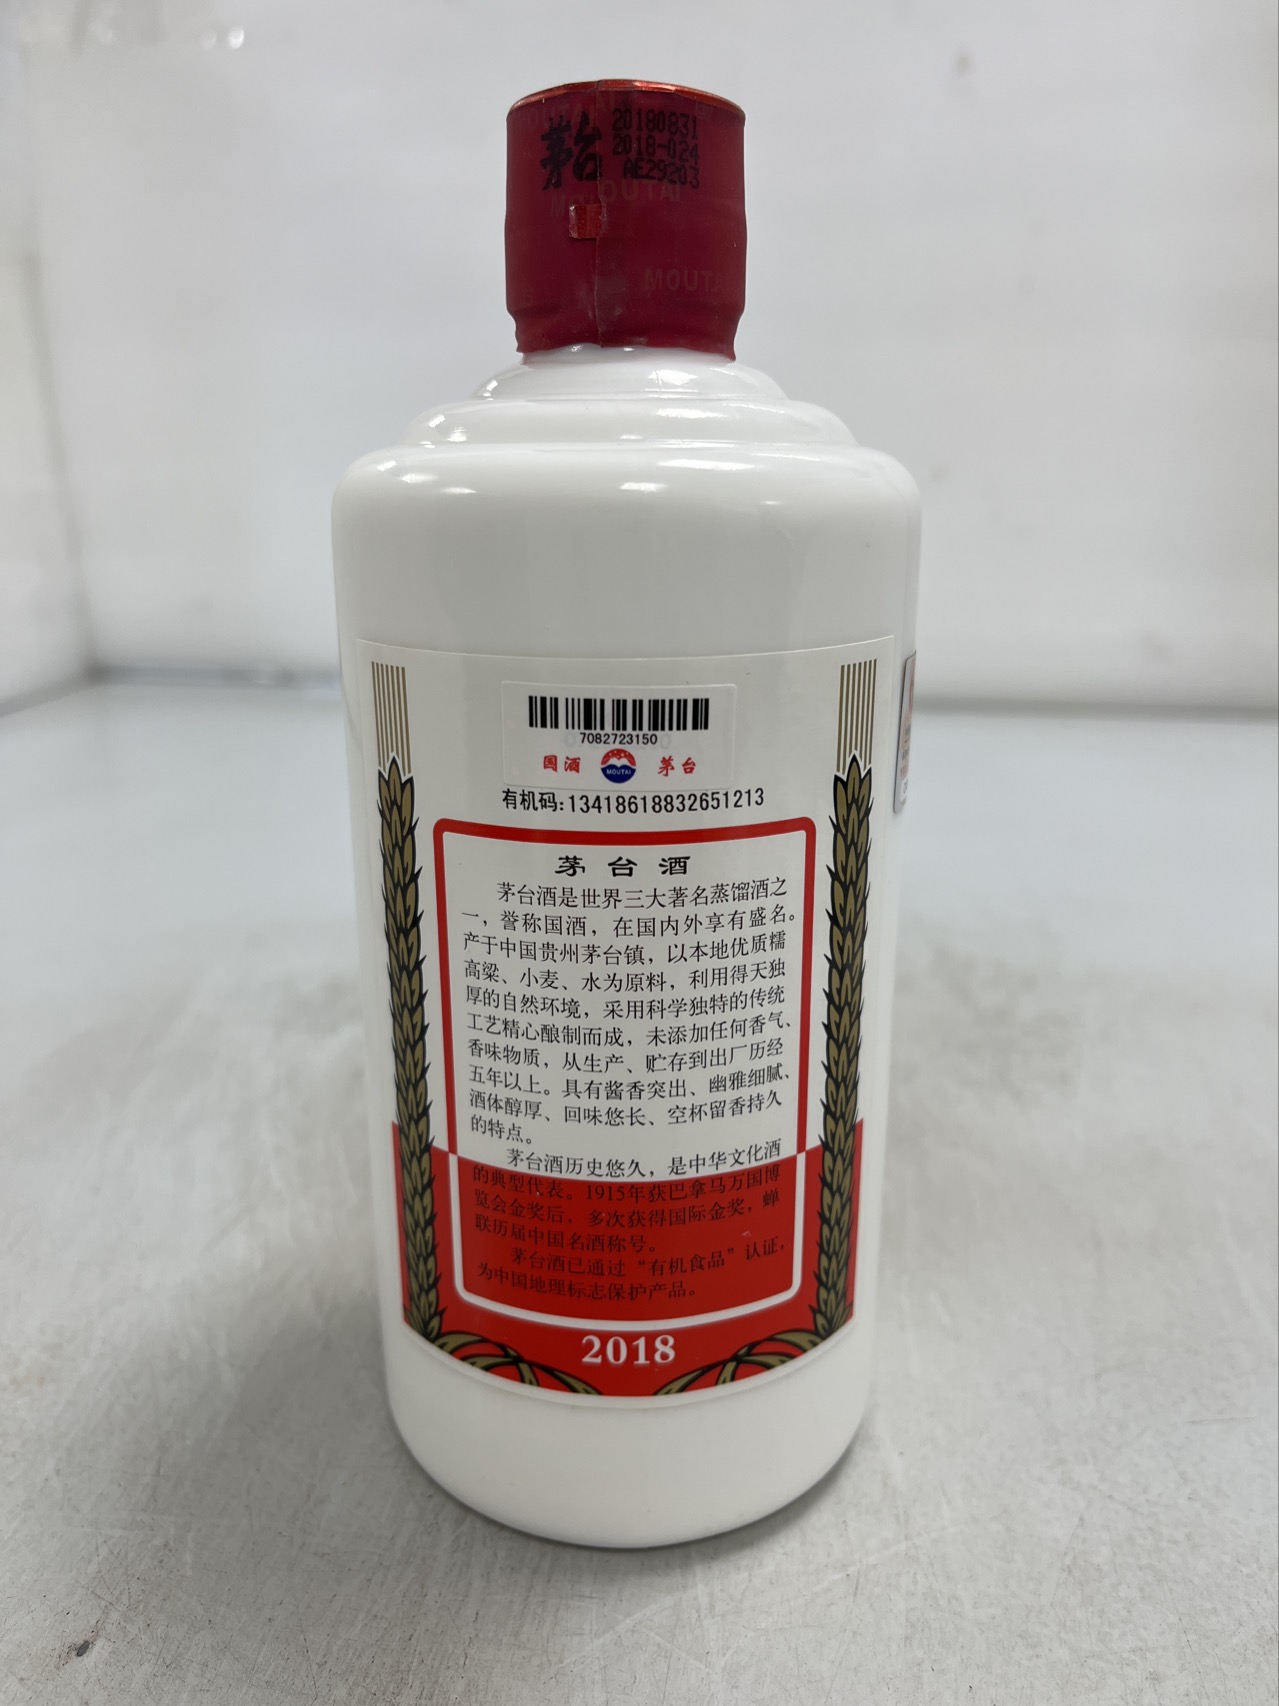 茅台
20180831
2018-024
AE29203
MOUTAI
MOUTA
7082723150
国酒 MOUTAI 茅台
有机码:13418618832651213
茅台酒
茅台酒是世界三大著名蒸馏酒之
一，誉称国酒，在国内外享有盛名。
产于中国贵州茅台镇，以本地优质糯
高粱、小麦、水为原料，利用得天独
厚的自然环境，采用科学独特的传统
工艺精心酿制而成，未添加任何香气、
香味物质，从生产、贮存到出厂历经
五年以上。具有酱香突出、幽雅细腻、
酒体醇厚、回味悠长、空杯留香持久
的特点。
茅台酒历史悠久，是中华文化酒
的典型代表。1915年获巴拿马万国博
览会金奖后，多次获得国际金奖，蝉
联历届中国名酒称号。
茅台酒已通过“有机食品”认证，
为中国地理标志保护产品。
2018